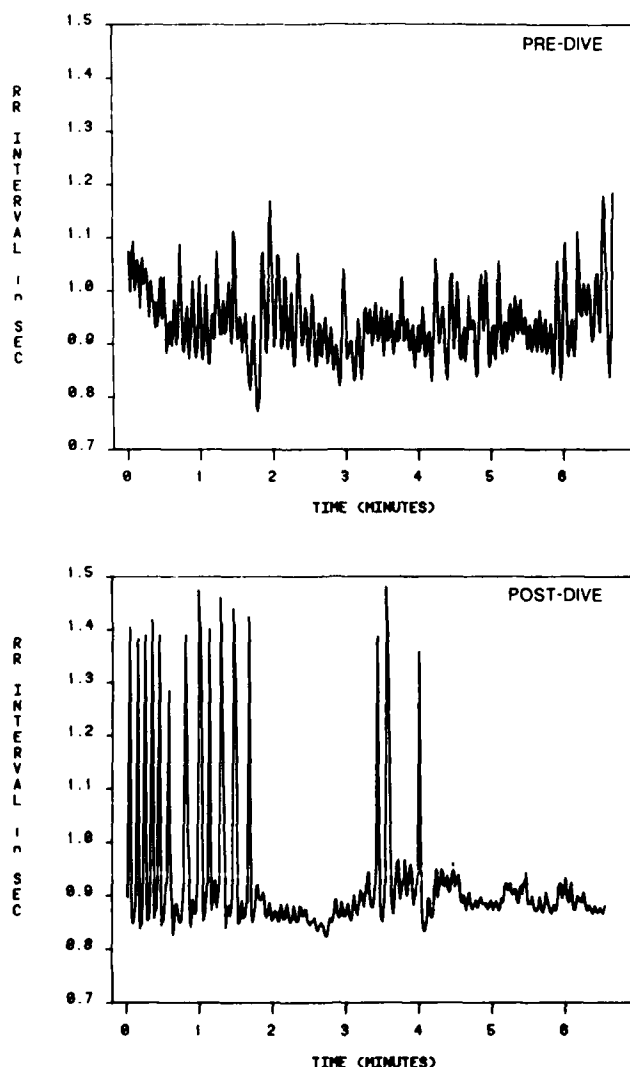 PRE-DIVE
RR INTERVAL in SEC
1.5
1.4
1.3
1.2
1.1
1.0
0.9
0.8
0.7
0 1 2 3 4 5 6
TIME (MINUTES)
POST-DIVE
RR INTERVAL in SEC
1.5
1.4
1.3
1.2
1.1
1.0
0.9
0.8
0.7
0 1 2 3 4 5 6
TIME (MINUTES)